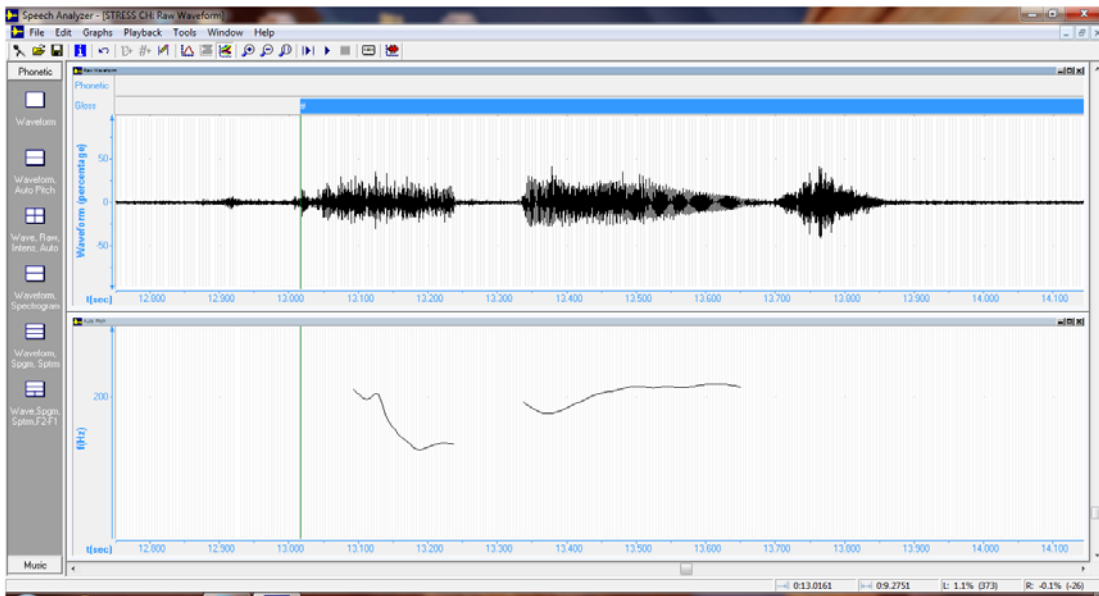 Speech Analyzer - [STRESS CH: Raw Waveform]
File Edit Graphs Playback Tools Window Help
Phonetic
Waveform
Waveform,
Auto Pitch
Wave, Raw,
Intens, Auto
Waveform,
Spectrogram
Waveform,
Spgm, Sptm
Wave,Spgm,
Sptm,F2-F1
Music
Raw Waveform
Phonetic
Gloss
#
Waveform (percentage)
50
0
-50
t(sec)
12.800 12.900 13.000 13.100 13.200 13.300 13.400 13.500 13.600 13.700 13.800 13.900 14.000 14.100
Auto Pitch
200
f(Hz)
t(sec)
12.800 12.900 13.000 13.100 13.200 13.300 13.400 13.500 13.600 13.700 13.800 13.900 14.000 14.100
0:13.0161 0:9.2751 L: 1.1% (373) R: -0.1% (-26)